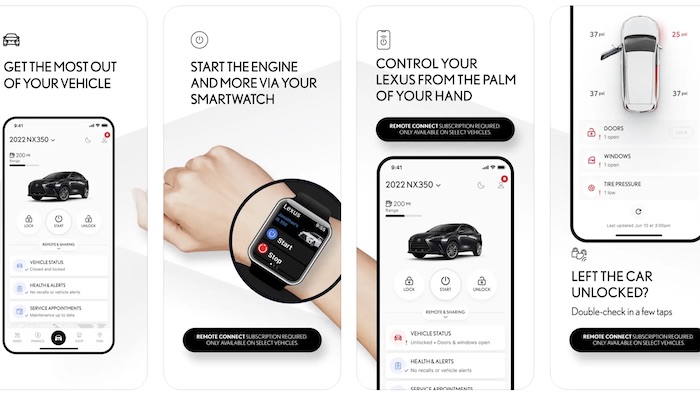 GET THE MOST OUT
OF YOUR VEHICLE
9:41
2022 NX350
200 MI
Range
LOCK
START
UNLOCK
REMOTE & SHARING
VEHICLE STATUS
Closed and locked
HEALTH & ALERTS
No recalls or vehicle alerts
SERVICE APPOINTMENTS
Maintenance up to date
START THE ENGINE
AND MORE VIA YOUR
SMARTWATCH
Lexus
Start
Stop
REMOTE CONNECT SUBSCRIPTION REQUIRED.
ONLY AVAILABLE ON SELECT VEHICLES.
CONTROL YOUR
LEXUS FROM THE PALM
OF YOUR HAND
REMOTE CONNECT SUBSCRIPTION REQUIRED.
ONLY AVAILABLE ON SELECT VEHICLES.
9:41
2022 NX350
200 MI
Range
LOCK
START
UNLOCK
REMOTE & SHARING
VEHICLE STATUS
Unlocked + Doors & windows open
HEALTH & ALERTS
No recalls or vehicle alerts
SERVICE APPOINTMENTS
37 psi
25 psi
37 psi
37 psi
DOORS
1 open
WINDOWS
1 open
TIRE PRESSURE
1 low
Last updated Jun 10 at 3:00pm
LEFT THE CAR
UNLOCKED?
Double-check in a few taps
REMOTE CONNECT SUBSCRIPTION REQUIRED.
ONLY AVAILABLE ON SELECT VEHICLES.